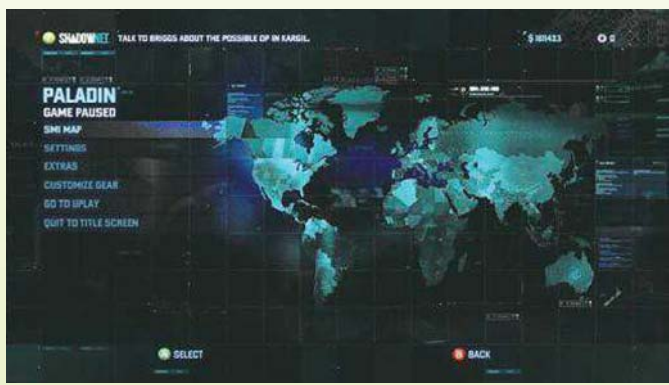 SHADOWNET TALK TO BRIGGS ABOUT THE POSSIBLE OP IN KARGIL.
PALADIN
GAME PAUSED
SMI MAP
SETTINGS
EXTRAS
CUSTOMIZE GEAR
GO TO UPLAY
QUIT TO TITLE SCREEN
A SELECT
B BACK